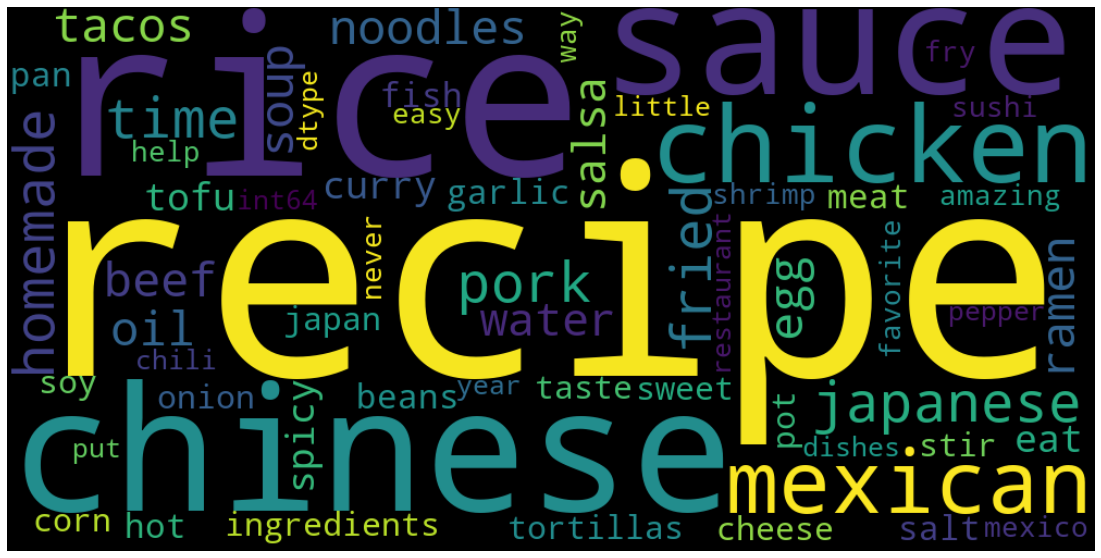 tacos
noodles
way
sauce
rice
fry
pan
soup
dtype
fish
easy
salsa
little
sushi
homemade
time
help
chicken
tofu
int64
curry
garlic
shrimp
meat
amazing
recipe
beef
never
pork
fried
restaurant
egg
favorite
ramen
oil
japan
water
pepper
chili
soy
onion
spicy
beans
year
taste
sweet
pot
japanese
chinese
put
dishes
stir
eat
mexican
corn
hot
ingredients
tortillas
cheese
salt
mexico